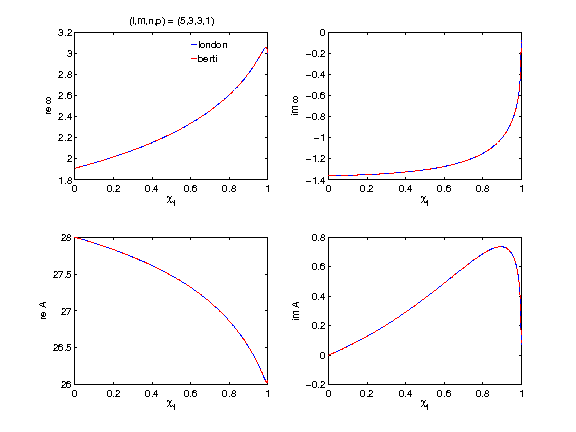 (l,m,n,p) = (5,3,3,1)
re ω
3.2
3
2.8
2.6
2.4
2.2
2
1.8
0 0.2 0.4 0.6 0.8 1
χf
london
berti
im ω
0
−0.2
−0.4
−0.6
−0.8
−1
−1.2
−1.4
0 0.2 0.4 0.6 0.8 1
χf
re A
28
27.5
27
26.5
26
0 0.2 0.4 0.6 0.8 1
χf
im A
0.8
0.6
0.4
0.2
0
−0.2
0 0.2 0.4 0.6 0.8 1
χf